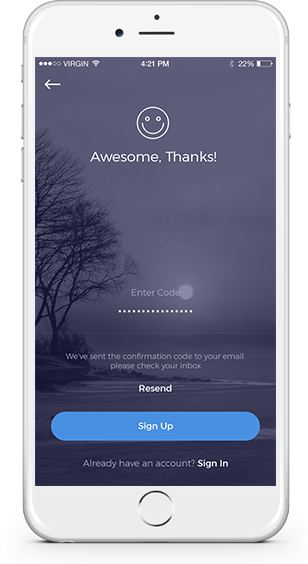 VIRGIN 4:21 PM 22%
Awesome, Thanks!
Enter Code
We've sent the confirmation code to your email.
please check your inbox
Resend
Sign Up
Already have an account? Sign In